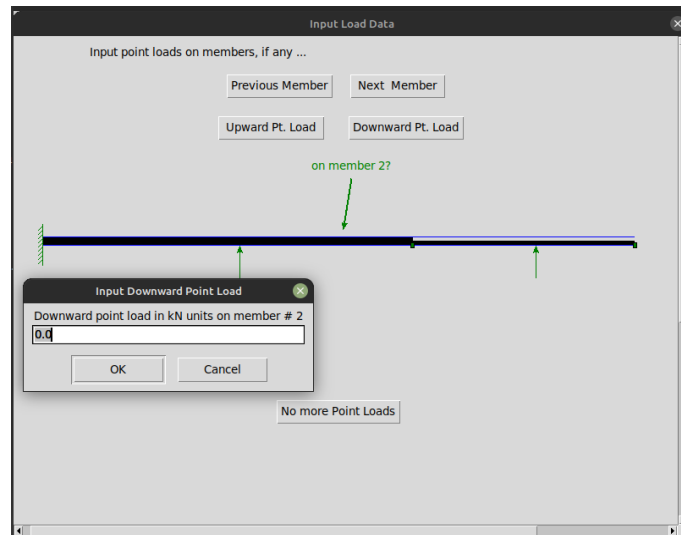 Input Load Data
Input point loads on members, if any ...
Previous Member
Next Member
Upward Pt. Load
Downward Pt. Load
on member 2?
Input Downward Point Load
Downward point load in kN units on member # 2
0.0
OK
Cancel
No more Point Loads